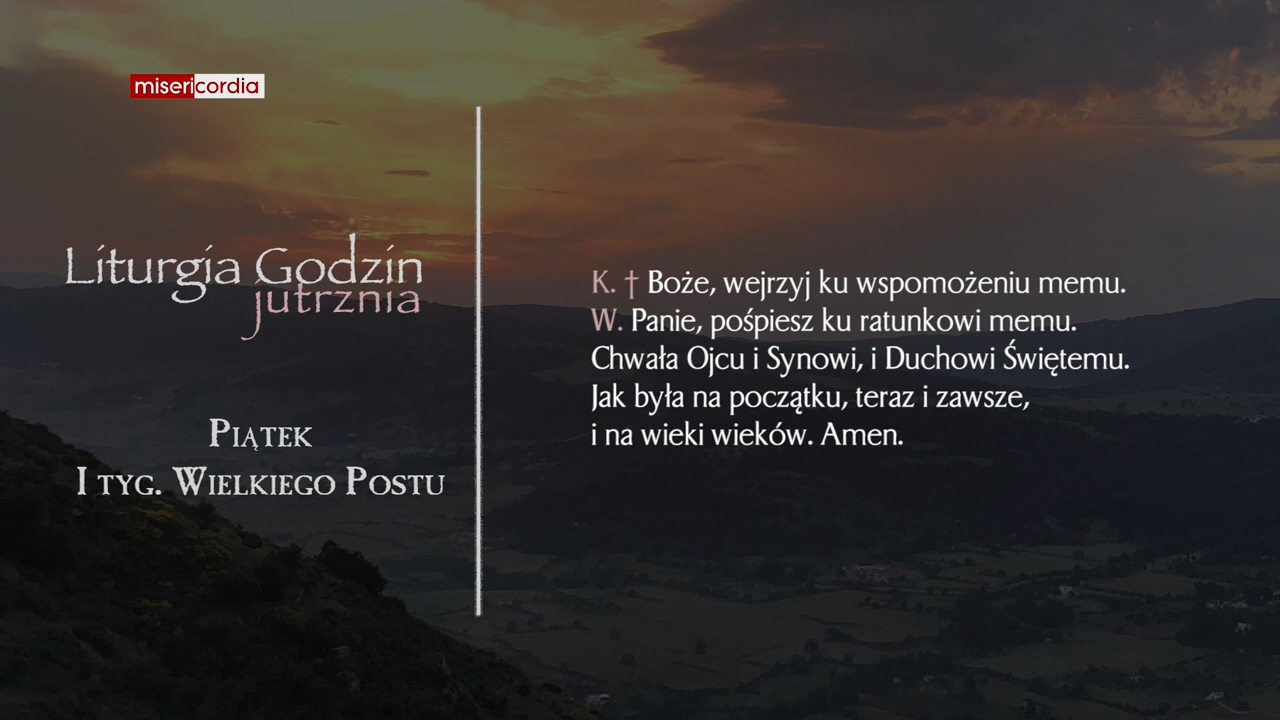 misericordia
Liturgia Godzin
jutrznia
Piątek
I tyg. Wielkiego Postu
K. † Boże, wejrzyj ku wspomożeniu memu.
W. Panie, pośpiesz ku ratunkowi memu.
Chwała Ojcu i Synowi, i Duchowi Świętemu.
Jak była na początku, teraz i zawsze,
i na wieki wieków. Amen.